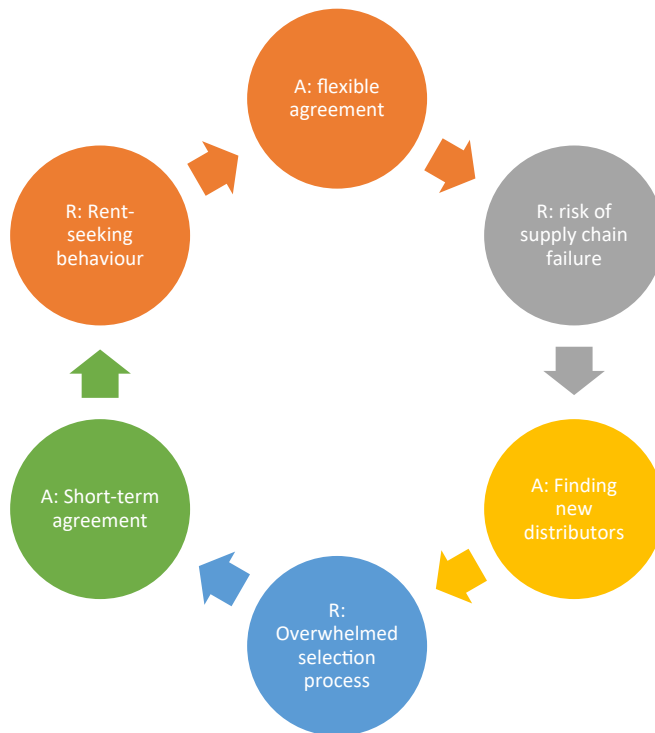 A: flexible
agreement
R: risk of
supply chain
failure
A: Finding
new
distributors
R:
Overwhelmed
selection
process
A: Short-term
agreement
R: Rent-
seeking
behaviour